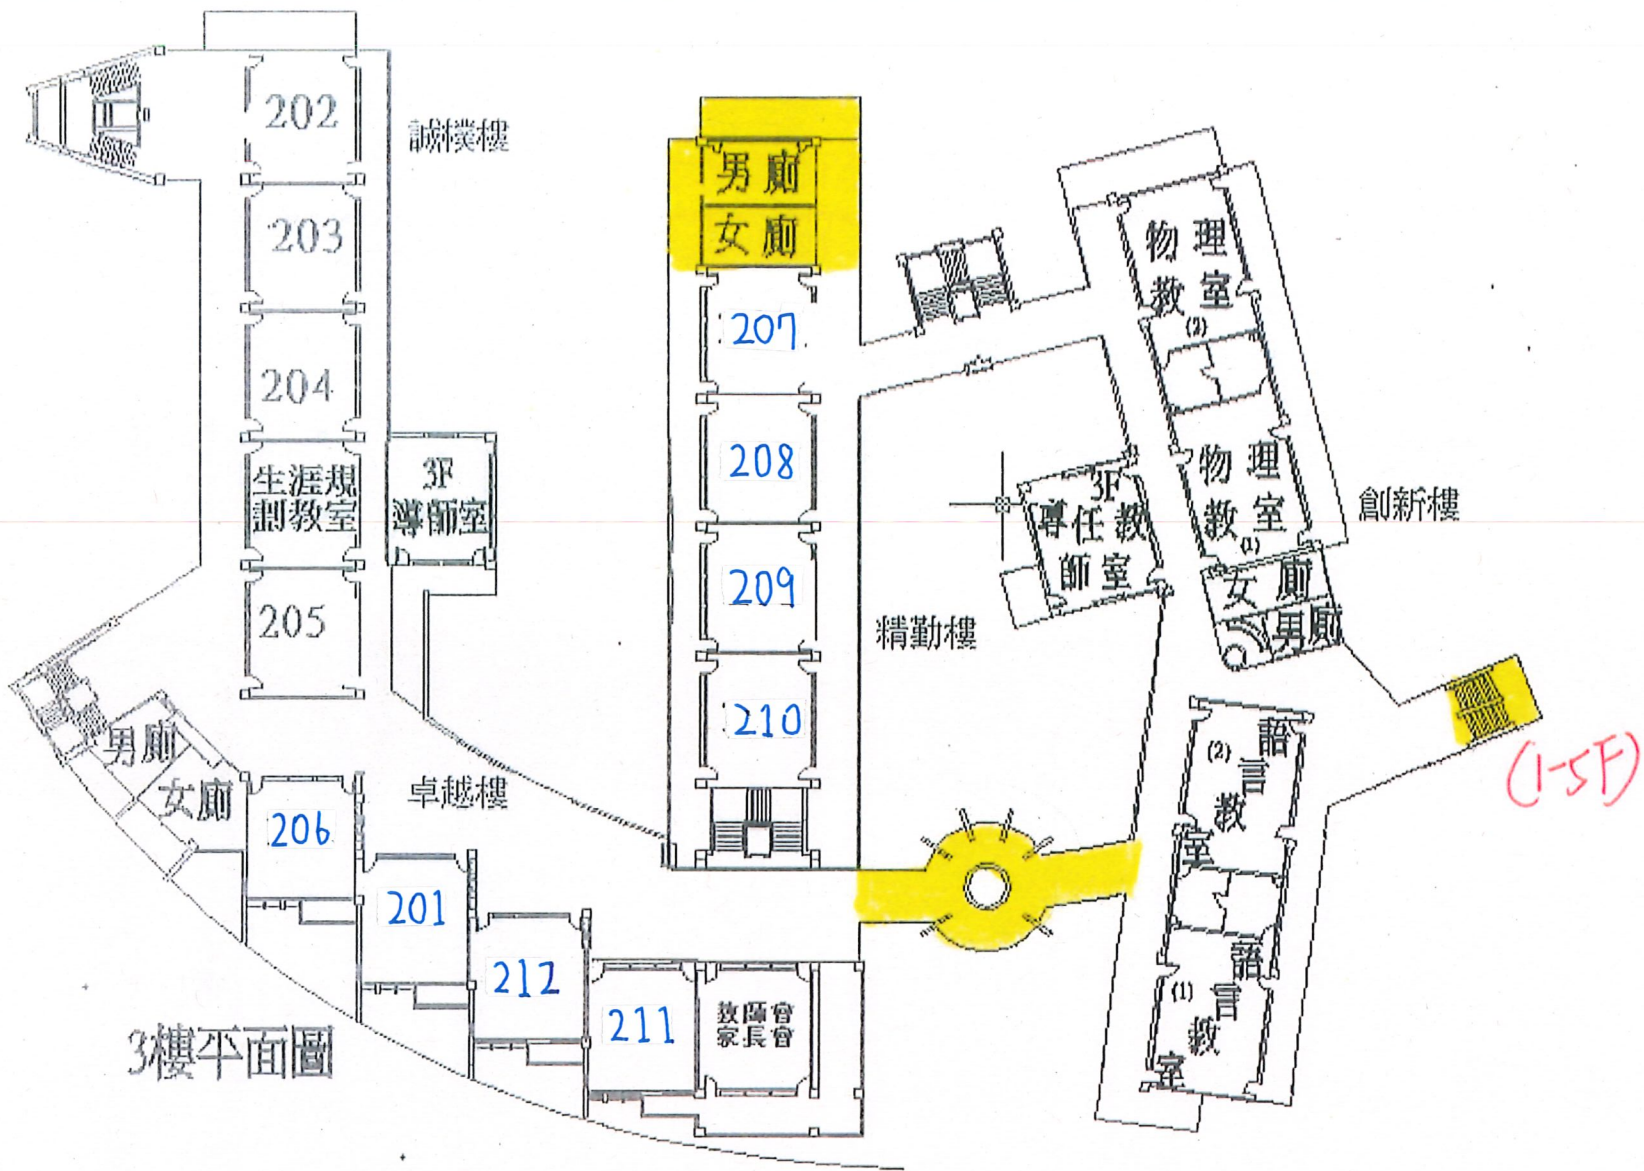 202
誠樸樓
203
204
生涯規
劃教室
3F
導師室
205
男廁
女廁
卓越樓
206
201
212
211
教師會
家長會
男廁
女廁
207
208
209
210
精勤樓
物理
教室
(2)
物理
教室
(1)
3F
專任教
師室
創新樓
女廁
男廁
(1-5F)
語言教室
(2)
語言教室
(1)
3樓平面圖